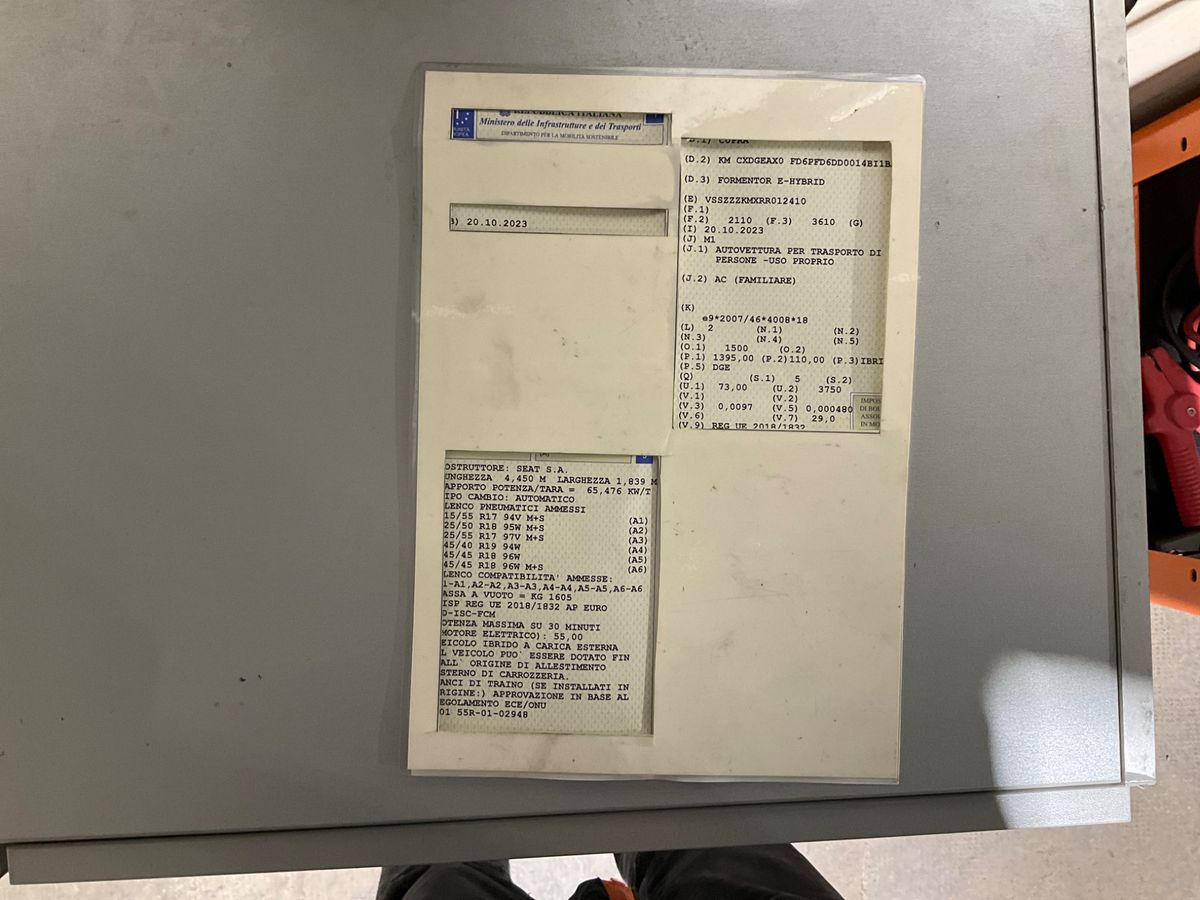 REPUBBLICA ITALIANA
Ministero delle Infrastrutture e dei Trasporti
DIPARTIMENTO PER LA MOBILITÀ SOSTENIBILE
) 20.10.2023
(D.1) CUPRA
(D.2) KM CXDGEAX0 FD6PFD6DD0014BI1B
(D.3) FORMENTOR E-HYBRID
(E) VSSZZZKMXRR012410
(F.1)
(F.2) 2110 (F.3) 3610 (G)
(I) 20.10.2023
(J) M1
(J.1) AUTOVETTURA PER TRASPORTO DI
PERSONE -USO PROPRIO
(J.2) AC (FAMILIARE)
(K)
e9*2007/46*4008*18
(L) 2 (N.1) (N.2)
(N.3) (N.4) (N.5)
(O.1) 1500 (O.2)
(P.1) 1395,00 (P.2)110,00 (P.3)IBRI
(P.5) DGE
(Q) (S.1) 5 (S.2)
(U.1) 73,00 (U.2) 3750
(V.1) (V.2)
(V.3) 0,0097 (V.5) 0,000480
(V.6) (V.7) 29,0
(V.9) REG UE 2018/1832
IMPOS
DI BOL
ASSOL
IN MO
OSTRUTTORE: SEAT S.A.
UNGHEZZA 4,450 M LARGHEZZA 1,839 M
APPORTO POTENZA/TARA = 65,476 KW/T
IPO CAMBIO: AUTOMATICO
LENCO PNEUMATICI AMMESSI
15/55 R17 94V M+S (A1)
25/50 R18 95W M+S (A2)
25/55 R17 97V M+S (A3)
45/40 R19 94W (A4)
45/45 R18 96W (A5)
45/45 R18 96W M+S (A6)
LENCO COMPATIBILITA' AMMESSE:
1-A1,A2-A2,A3-A3,A4-A4,A5-A5,A6-A6
ASSA A VUOTO = KG 1605
ISP REG UE 2018/1832 AP EURO
D-ISC-FCM
OTENZA MASSIMA SU 30 MINUTI
MOTORE ELETTRICO): 55,00
EICOLO IBRIDO A CARICA ESTERNA
L VEICOLO PUO` ESSERE DOTATO FIN
ALL` ORIGINE DI ALLESTIMENTO
STERNO DI CARROZZERIA.
ANCI DI TRAINO (SE INSTALLATI IN
RIGINE:) APPROVAZIONE IN BASE AL
EGOLAMENTO ECE/ONU
01 55R-01-02948